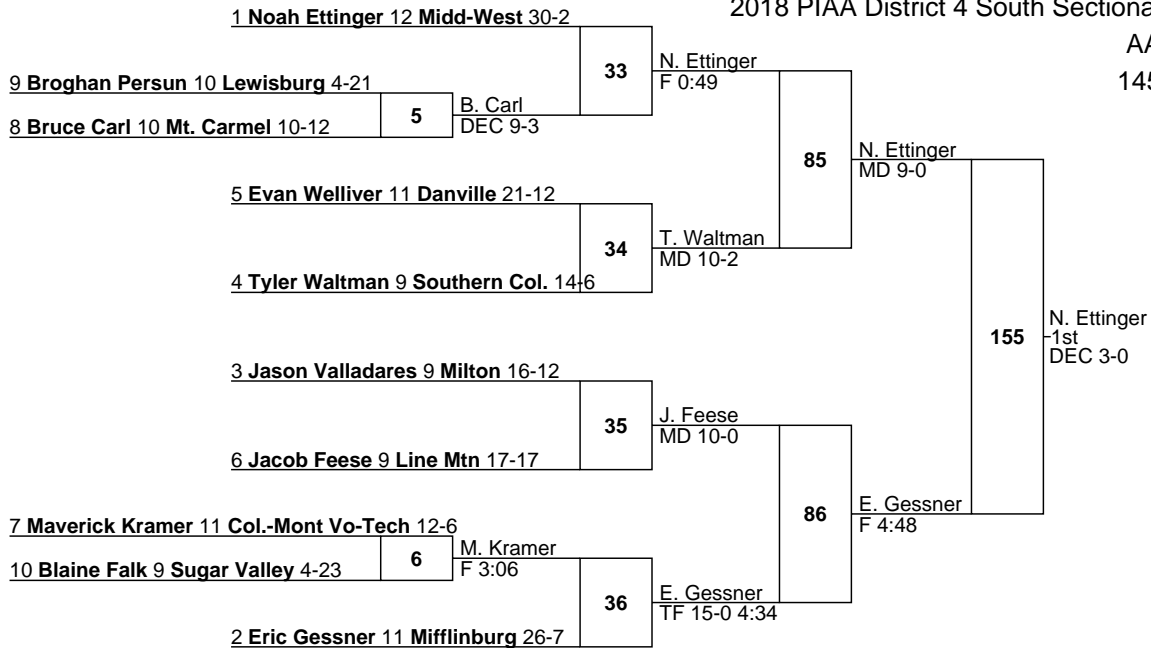 2018 PIAA District 4 South Sectiona
AA
145
1 Noah Ettinger 12 Midd-West 30-2
33
N. Ettinger
F 0:49
9 Broghan Persun 10 Lewisburg 4-21
5
B. Carl
DEC 9-3
8 Bruce Carl 10 Mt. Carmel 10-12
85
N. Ettinger
MD 9-0
5 Evan Welliver 11 Danville 21-12
34
T. Waltman
MD 10-2
4 Tyler Waltman 9 Southern Col. 14-6
155
N. Ettinger
1st
DEC 3-0
3 Jason Valladares 9 Milton 16-12
35
J. Feese
MD 10-0
6 Jacob Feese 9 Line Mtn 17-17
86
E. Gessner
F 4:48
7 Maverick Kramer 11 Col.-Mont Vo-Tech 12-6
6
M. Kramer
F 3:06
10 Blaine Falk 9 Sugar Valley 4-23
36
E. Gessner
TF 15-0 4:34
2 Eric Gessner 11 Mifflinburg 26-7